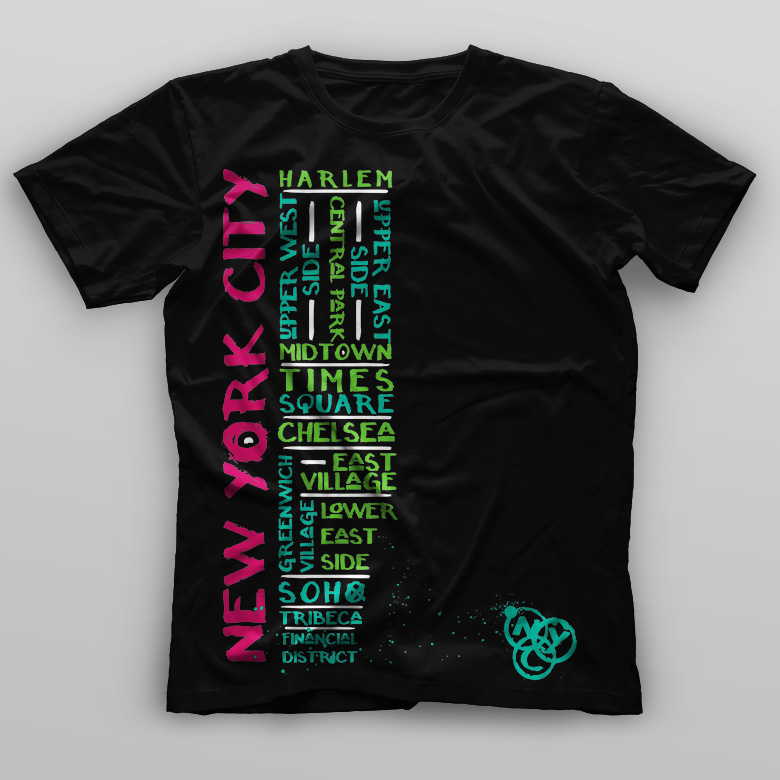 NEW YORK CITY
HARLEM
UPPER WEST
SIDE
CENTRAL PARK
SIDE
UPPER EAST
MIDTOWN
TIMES
SQUARE
CHELSEA
GREENWICH
VILLAGE
EAST
VILLAGE
LOWER
EAST
SIDE
SOHO
TRIBECA
FINANCIAL
DISTRICT
NY
C